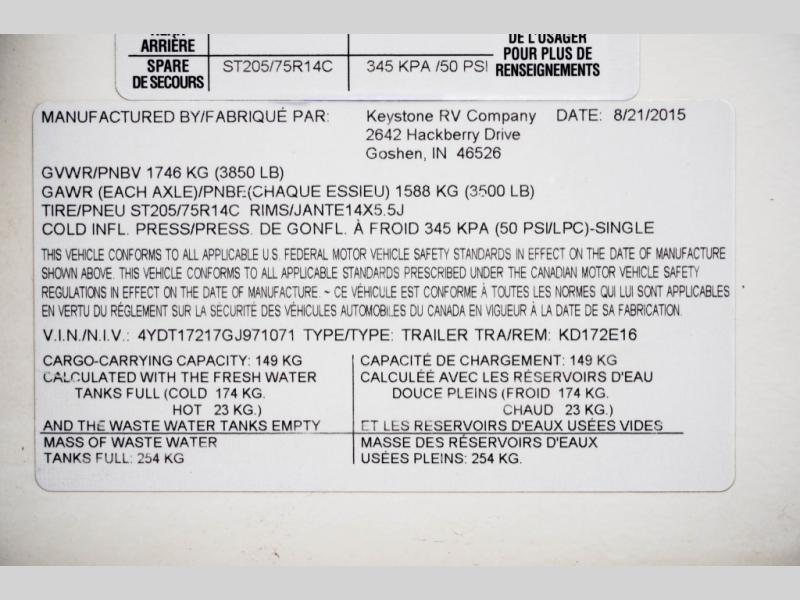 ARRIÈRE
DE L'USAGER
POUR PLUS DE
RENSEIGNEMENTS
SPARE
DE SECOURS
ST205/75R14C
345 KPA /50 PSI
MANUFACTURED BY/FABRIQUÉ PAR: Keystone RV Company DATE: 8/21/2015
2642 Hackberry Drive
Goshen, IN 46526
GVWR/PNBV 1746 KG (3850 LB)
GAWR (EACH AXLE)/PNBE(CHAQUE ESSIEU) 1588 KG (3500 LB)
TIRE/PNEU ST205/75R14C RIMS/JANTE14X5.5J
COLD INFL. PRESS/PRESS. DE GONFL. À FROID 345 KPA (50 PSI/LPC)-SINGLE
THIS VEHICLE CONFORMS TO ALL APPLICABLE U.S. FEDERAL MOTOR VEHICLE SAFETY STANDARDS IN EFFECT ON THE DATE OF MANUFACTURE
SHOWN ABOVE. THIS VEHICLE CONFORMS TO ALL APPLICABLE STANDARDS PRESCRIBED UNDER THE CANADIAN MOTOR VEHICLE SAFETY
REGULATIONS IN EFFECT ON THE DATE OF MANUFACTURE. ~ CE VÉHICULE EST CONFORME À TOUTES LES NORMES QUI LUI SONT APPLICABLES
EN VERTU DU RÉGLEMENT SUR LA SÉCURITÉ DES VÉHICULES AUTOMOBILES DU CANADA EN VIGUEUR À LA DATE DE SA FABRICATION.
V.I.N./N.I.V.: 4YDT17217GJ971071 TYPE/TYPE: TRAILER TRA/REM: KD172E16
CARGO-CARRYING CAPACITY: 149 KG
CALCULATED WITH THE FRESH WATER
TANKS FULL (COLD 174 KG.
HOT 23 KG.)
AND THE WASTE WATER TANKS EMPTY
MASS OF WASTE WATER
TANKS FULL: 254 KG
CAPACITÉ DE CHARGEMENT: 149 KG
CALCULÉE AVEC LES RÉSERVOIRS D'EAU
DOUCE PLEINS (FROID 174 KG.
CHAUD 23 KG.)
ET LES RESERVOIRS D'EAUX USÉES VIDES
MASSE DES RÉSERVOIRS D'EAUX
USÉES PLEINS: 254 KG.